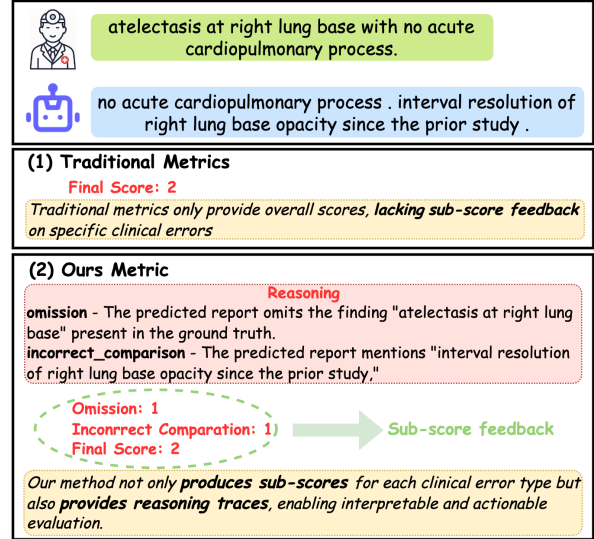 atelectasis at right lung base with no acute
cardiopulmonary process.
no acute cardiopulmonary process . interval resolution of
right lung base opacity since the prior study .
(1) Traditional Metrics
Final Score: 2
Traditional metrics only provide overall scores, lacking sub-score feedback
on specific clinical errors
(2) Ours Metric
Reasoning
omission - The predicted report omits the finding "atelectasis at right lung
base" present in the ground truth.
incorrect_comparison - The predicted report mentions "interval resolution
of right lung base opacity since the prior study,"
Omission: 1
Inconrrect Comparation: 1
Final Score: 2
Sub-score feedback
Our method not only produces sub-scores for each clinical error type but
also provides reasoning traces, enabling interpretable and actionable
evaluation.